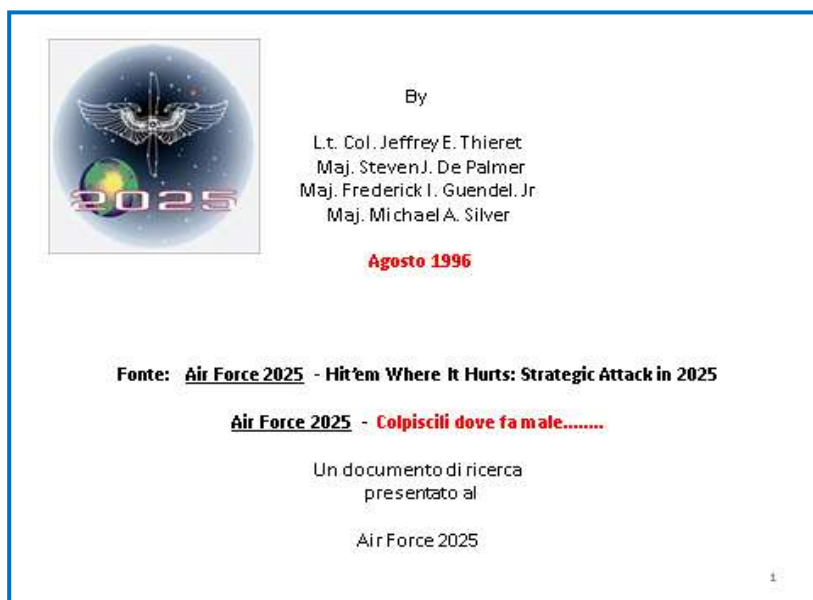 2025
By
L.t. Col. Jeffrey E. Thieret
Maj. Steven J. De Palmer
Maj. Frederick I. Guendel. Jr
Maj. Michael A. Silver
Agosto 1996
Fonte: Air Force 2025 - Hit'em Where It Hurts: Strategic Attack in 2025
Air Force 2025 - Colpiscili dove fa male........
Un documento di ricerca
presentato al
Air Force 2025
1